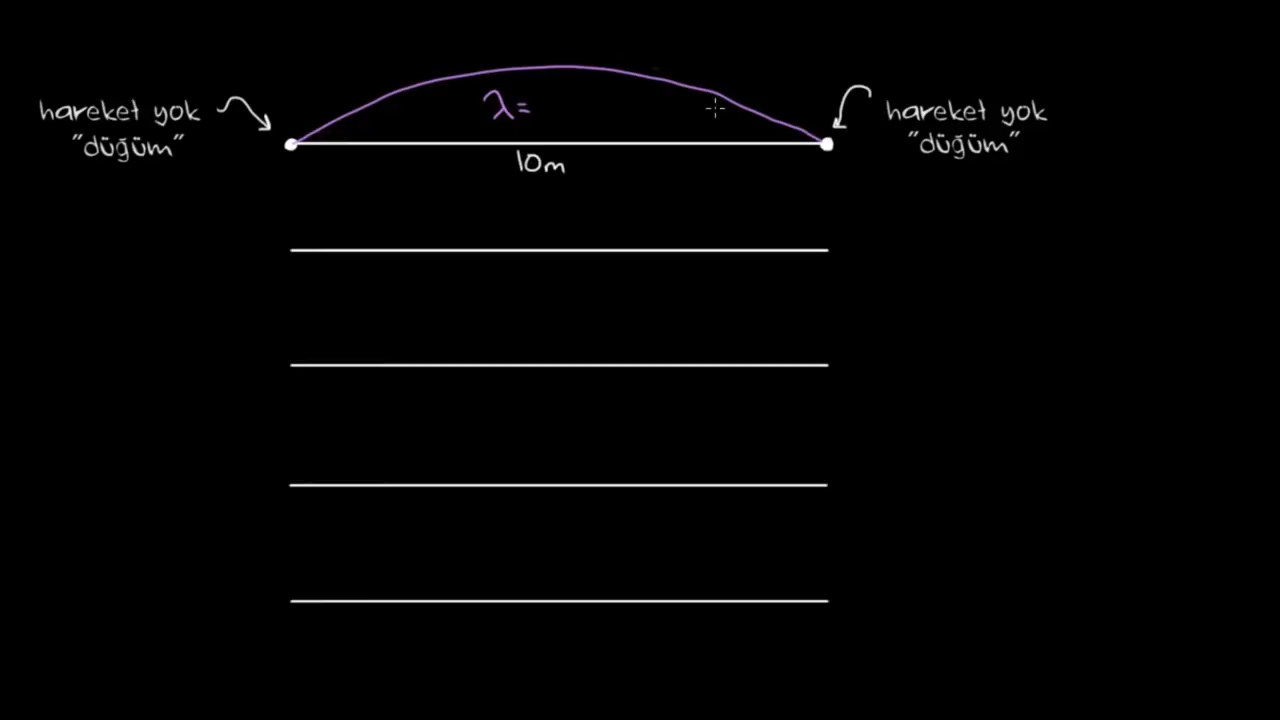 hareket yok
"düğüm"
λ=
10m
hareket yok
"düğüm"